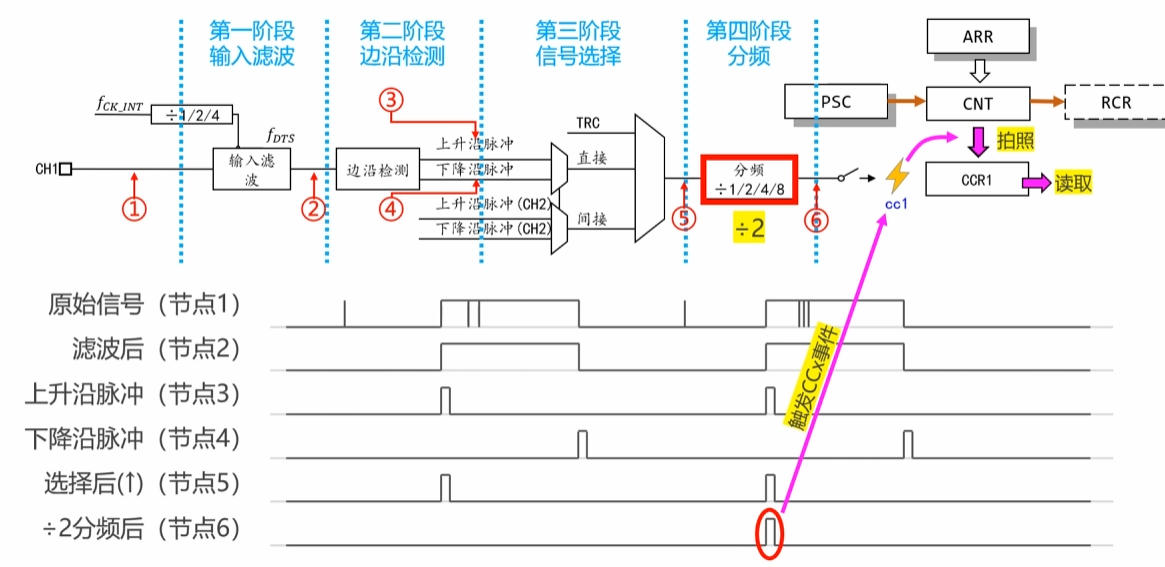 第一阶段
输入滤波
第二阶段
边沿检测
第三阶段
信号选择
第四阶段
分频
ARR
PSC
CNT
RCR
拍照
CCR1
读取
fCK_INT
÷1/2/4
fDTS
CH1
输入滤
波
边沿检测
①
②
③
④
上升沿脉冲
下降沿脉冲
上升沿脉冲(CH2)
下降沿脉冲(CH2)
TRC
直接
间接
⑤
分频
÷1/2/4/8
÷2
⑥
cc1
触发CCx事件
原始信号（节点1）
滤波后（节点2）
上升沿脉冲（节点3）
下降沿脉冲（节点4）
选择后(↑)（节点5）
÷2分频后（节点6）